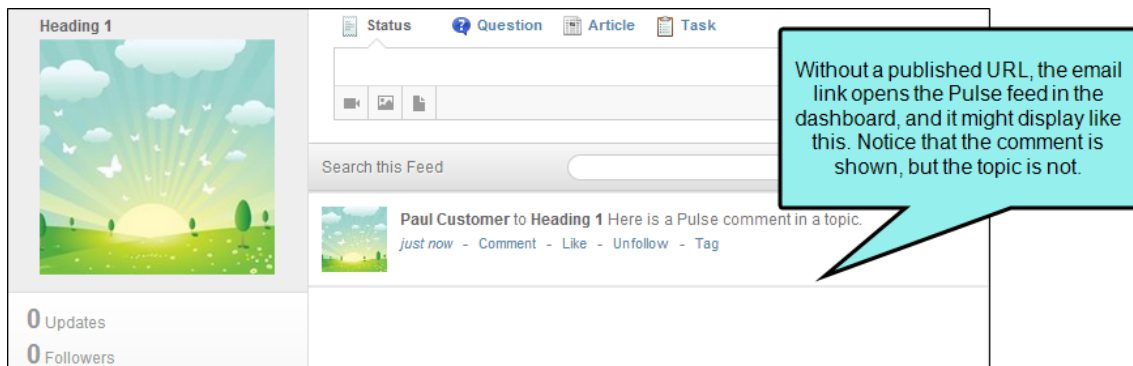 Heading 1
Status Question Article Task
Without a published URL, the email
link opens the Pulse feed in the
dashboard, and it might display like
this. Notice that the comment is
shown, but the topic is not.
Search this Feed
Paul Customer to Heading 1 Here is a Pulse comment in a topic.
just now - Comment - Like - Unfollow - Tag
0 Updates
0 Followers